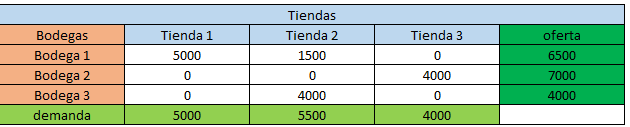 Tiendas
Bodegas Tienda 1 Tienda 2 Tienda 3 oferta
Bodega 1 5000 1500 0 6500
Bodega 2 0 0 4000 7000
Bodega 3 0 4000 0 4000
demanda 5000 5500 4000